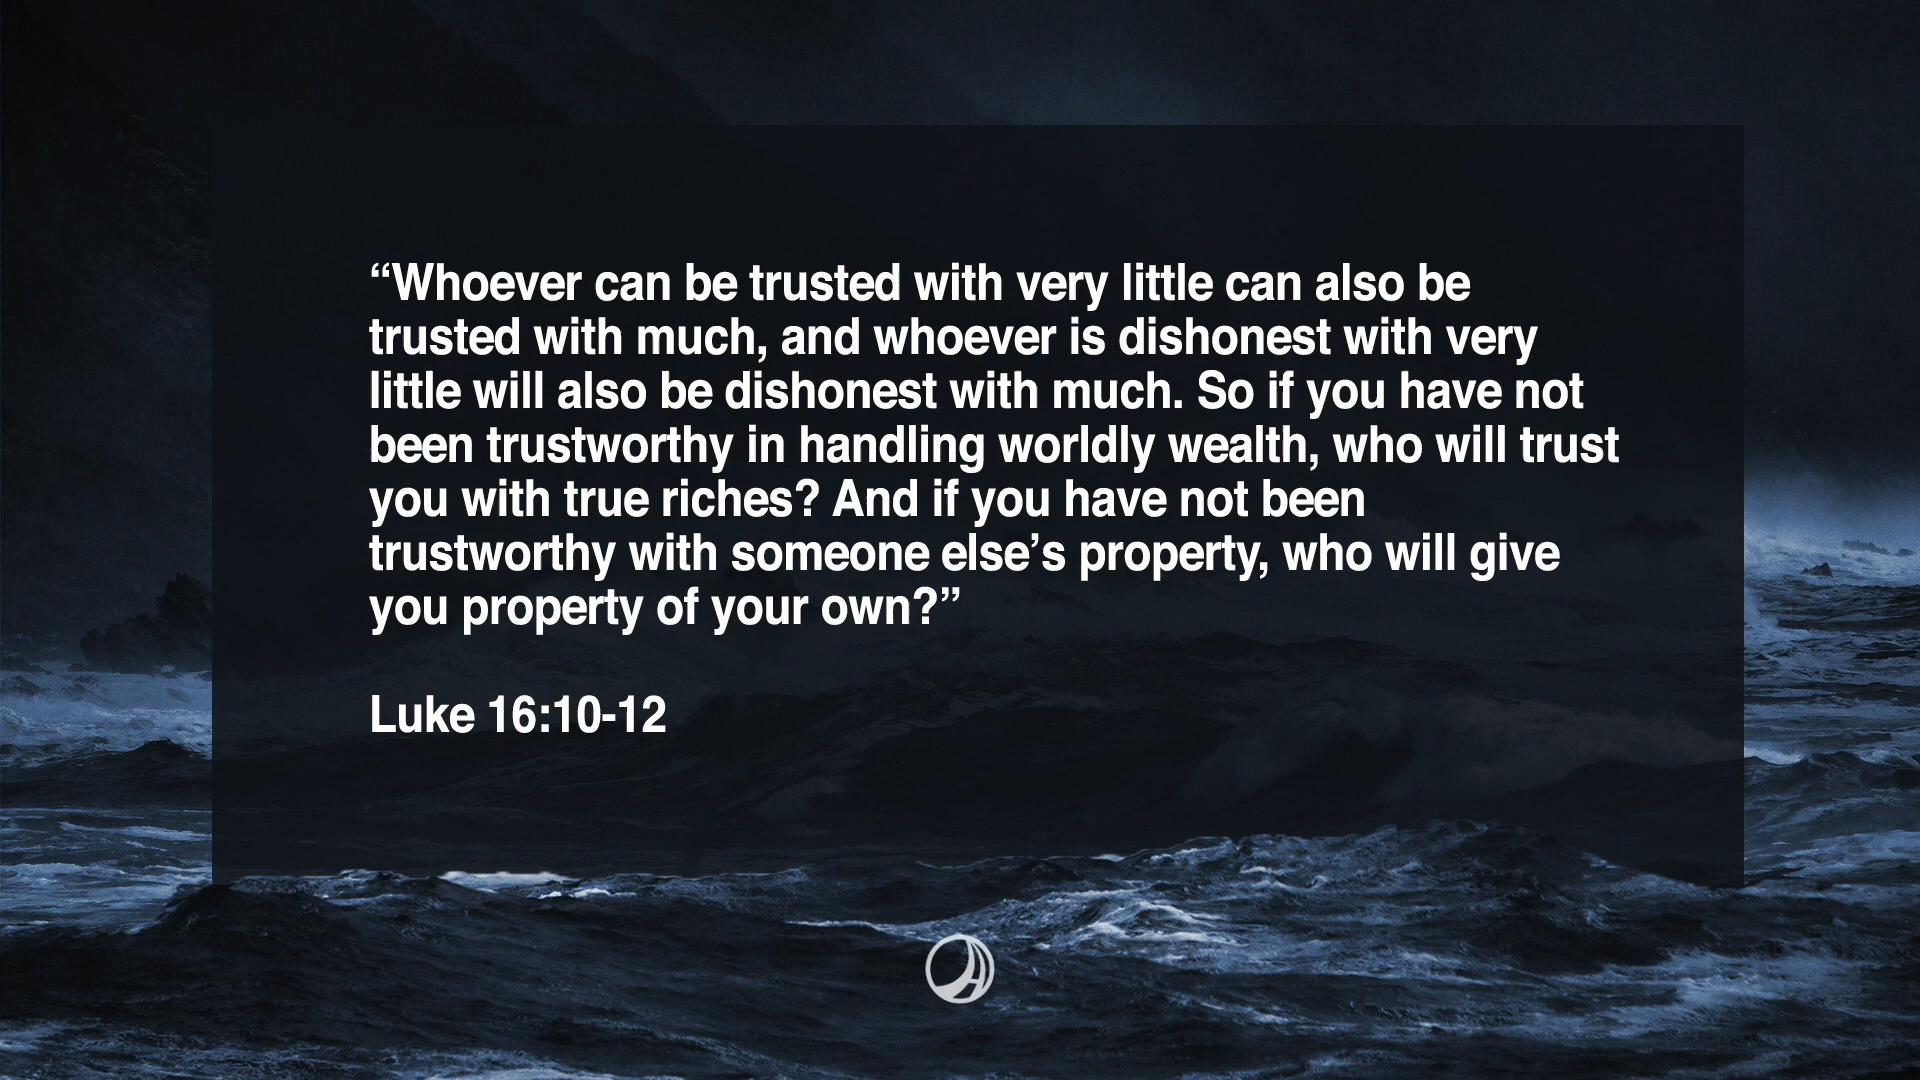 “Whoever can be trusted with very little can also be
trusted with much, and whoever is dishonest with very
little will also be dishonest with much. So if you have not
been trustworthy in handling worldly wealth, who will trust
you with true riches? And if you have not been
trustworthy with someone else’s property, who will give
you property of your own?”
Luke 16:10-12